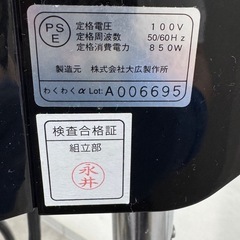 PS
E
定格電圧 100V
定格周波数 50/60Hz
定格消費電力 850W
製造元 株式会社大広製作所
わくわくα Lot: A006695
検査合格証
組立部
永井